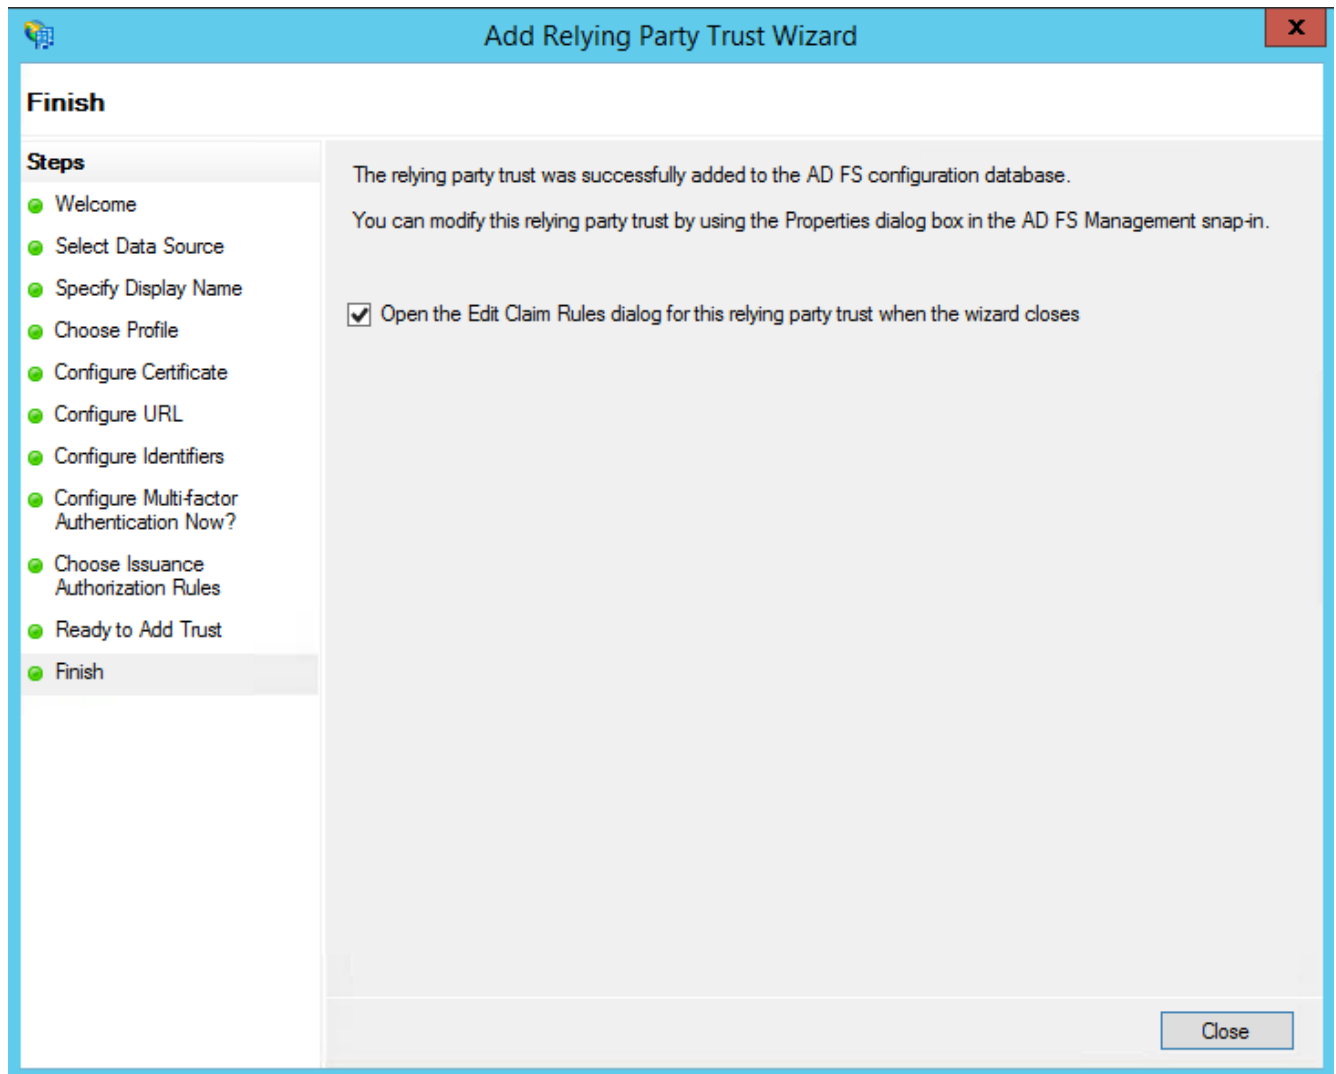 Add Relying Party Trust Wizard
x
Finish
Steps
Welcome
Select Data Source
Specify Display Name
Choose Profile
Configure Certificate
Configure URL
Configure Identifiers
Configure Multi-factor
Authentication Now?
Choose Issuance
Authorization Rules
Ready to Add Trust
Finish
The relying party trust was successfully added to the AD FS configuration database.
You can modify this relying party trust by using the Properties dialog box in the AD FS Management snap-in.
Open the Edit Claim Rules dialog for this relying party trust when the wizard closes
Close